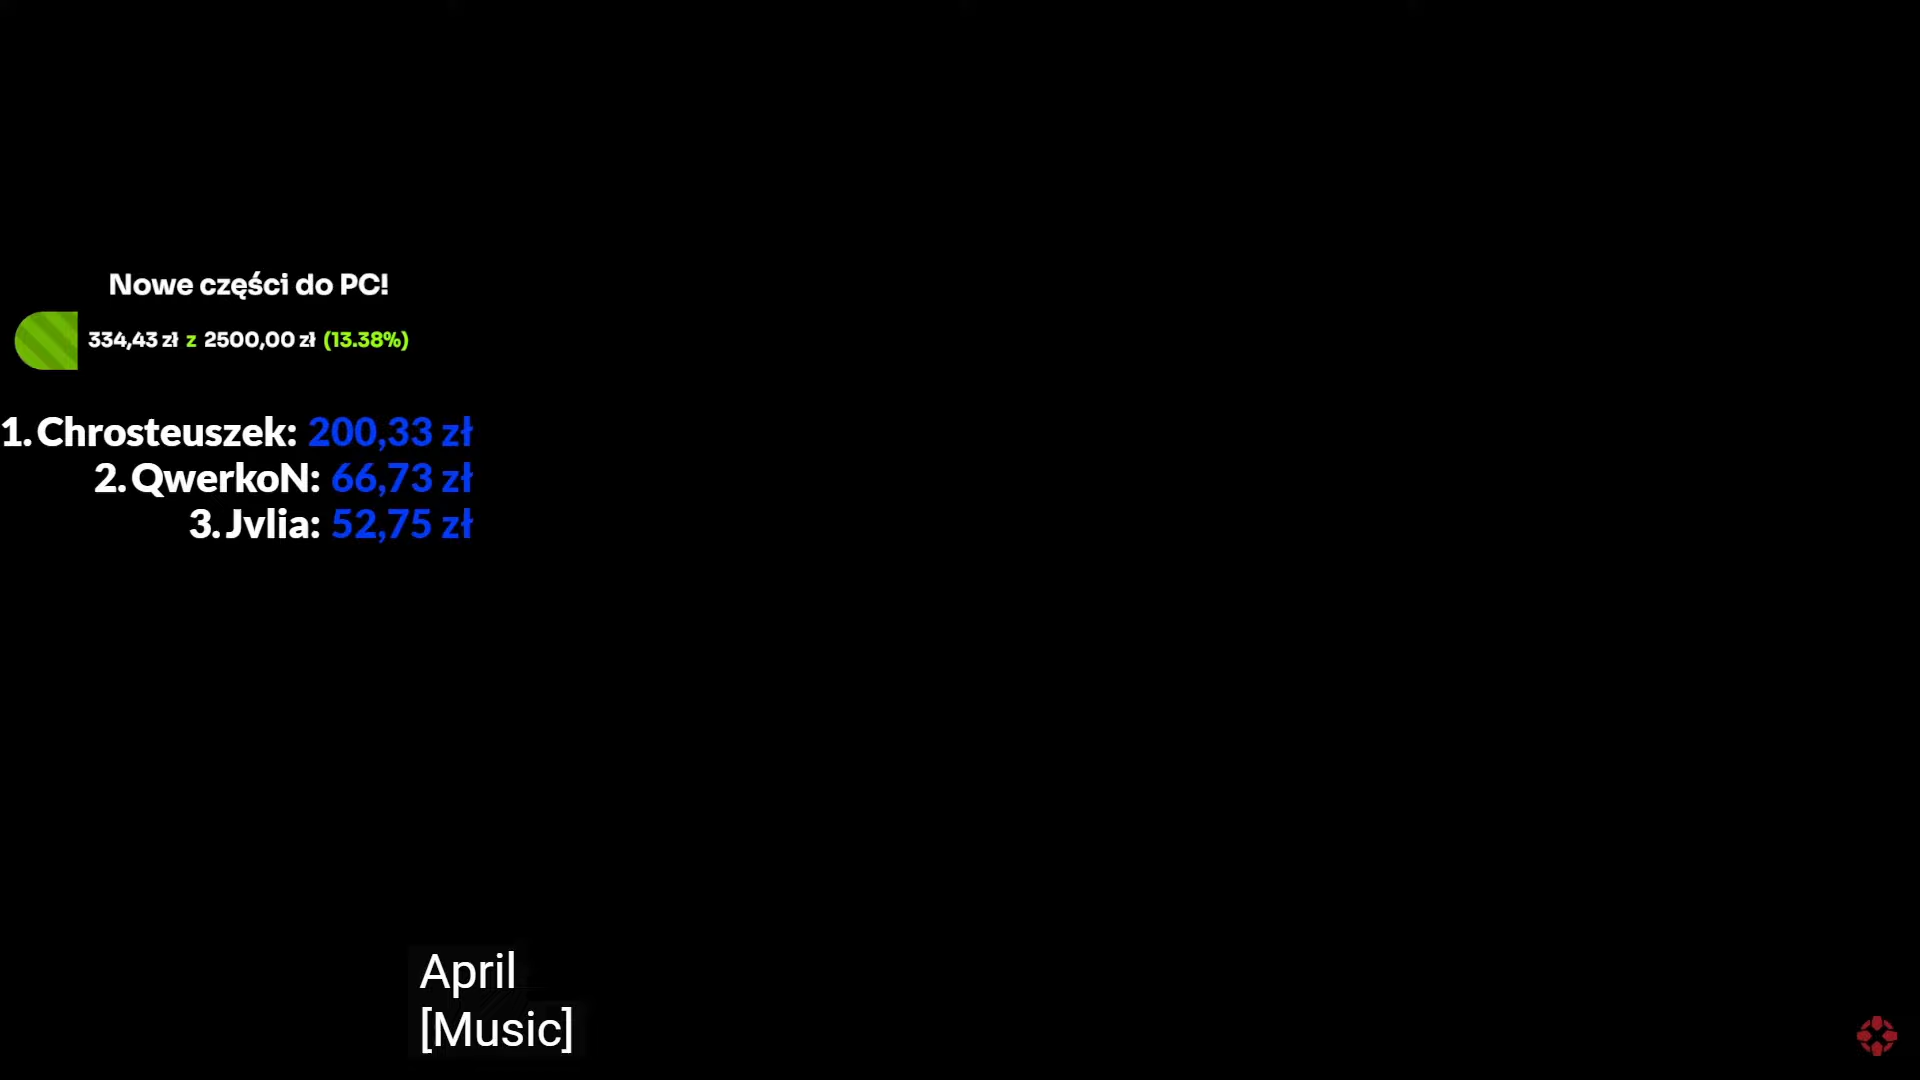 Nowe części do PC!
334,43 zł z 2500,00 zł (13.38%)
1. Chrosteuszek: 200,33 zł
2. QwerkoN: 66,73 zł
3. Jvlia: 52,75 zł
April
[Music]